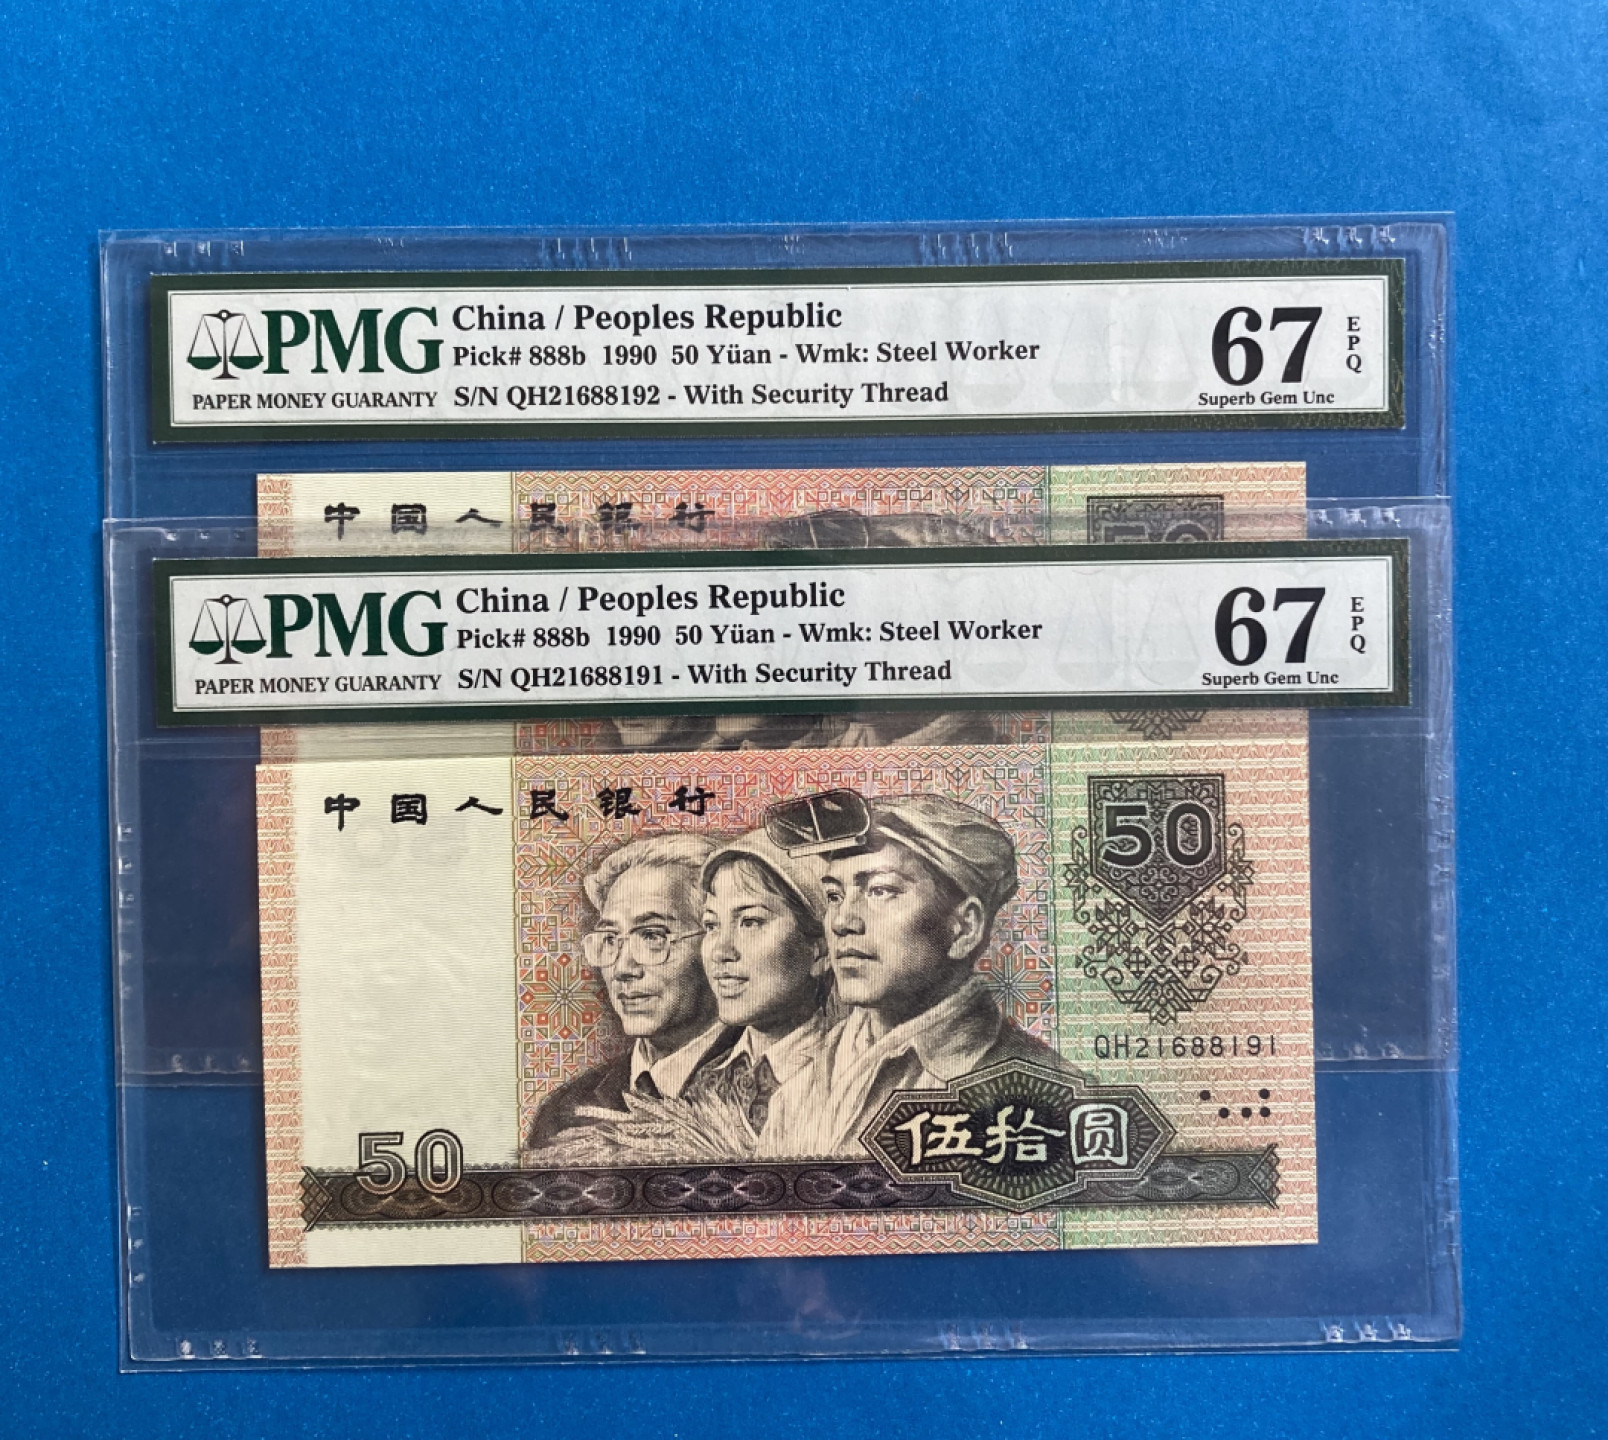 PMG
PAPER MONEY GUARANTY
China / Peoples Republic
Pick# 888b 1990 50 Yüan - Wmk: Steel Worker
S/N QH21688192 - With Security Thread
67
EPQ
Superb Gem Unc
中国人民银行
50
PMG
PAPER MONEY GUARANTY
China / Peoples Republic
Pick# 888b 1990 50 Yüan - Wmk: Steel Worker
S/N QH21688191 - With Security Thread
67
EPQ
Superb Gem Unc
中国人民银行
50
QH21688191
伍拾圆
50